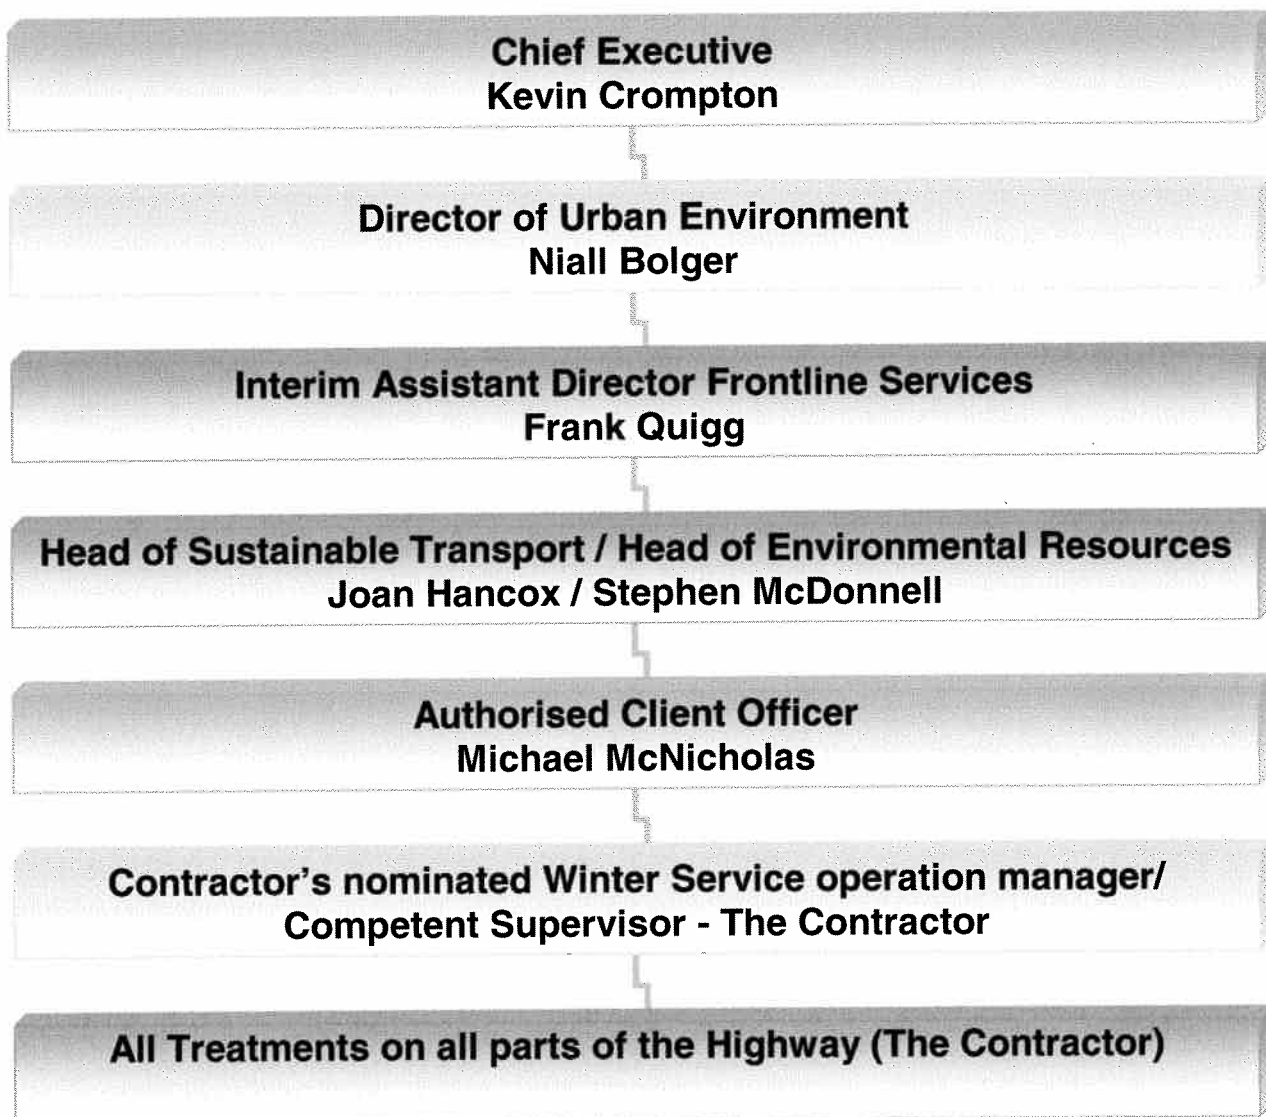 Chief Executive
Kevin Crompton
Director of Urban Environment
Niall Bolger
Interim Assistant Director Frontline Services
Frank Quigg
Head of Sustainable Transport / Head of Environmental Resources
Joan Hancox / Stephen McDonnell
Authorised Client Officer
Michael McNicholas
Contractor's nominated Winter Service operation manager/
Competent Supervisor - The Contractor
All Treatments on all parts of the Highway (The Contractor)